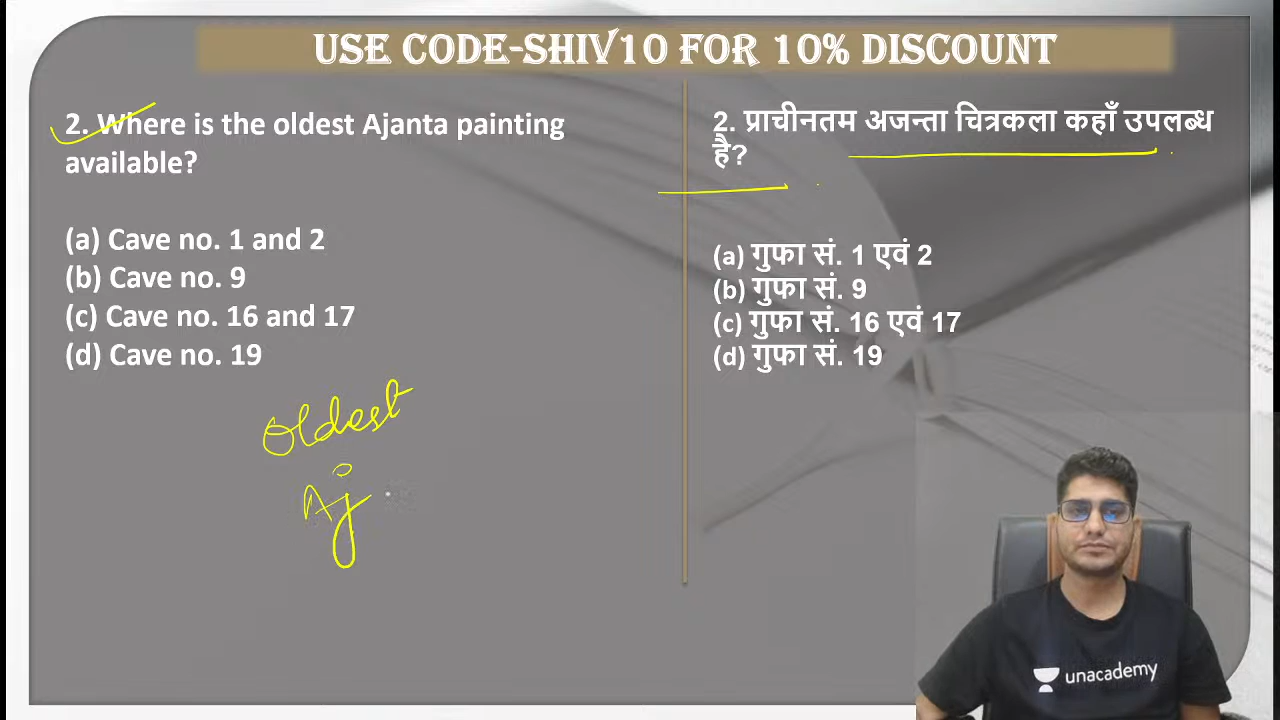 USE CODE-SHIV10 FOR 10% DISCOUNT
2. Where is the oldest Ajanta painting
available?
(a) Cave no. 1 and 2
(b) Cave no. 9
(c) Cave no. 16 and 17
(d) Cave no. 19
oldest
Aj
2. प्राचीनतम अजन्ता चित्रकला कहाँ उपलब्ध
है?
(a) गुफा सं. 1 एवं 2
(b) गुफा सं. 9
(c) गुफा सं. 16 एवं 17
(d) गुफा सं. 19
unacademy